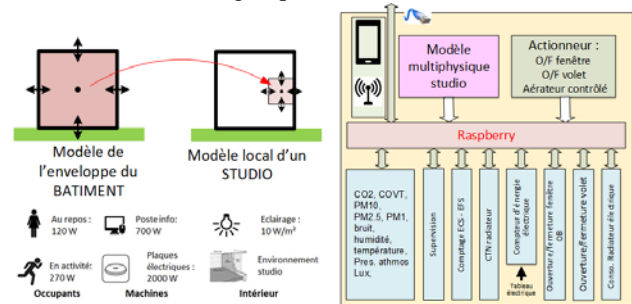 Modèle de
l'enveloppe du
BATIMENT
Modèle local d'un
STUDIO
Au repos :
120 W
Poste info:
700 W
Eclairage :
10 W/m²
En activité:
270 W
Plaques
électriques :
2000 W
Environnement
studio
Occupants
Machines
Intérieur
Modèle
multiphysique
studio
Actionneur :
O/F fenêtre
O/F volet
Aérateur contrôlé
Raspberry
CO2, COVT,
PM10,
PM2.5, PM1,
bruit,
humidité,
température,
Pres. athmos
Lux,
Supervision
Comptage ECS - EFS
CTN radiateur
Compteur d'énergie
électrique
Tableau
électrique
Ouverture/fermeture fenêtre
OB
Ouverture/fermeture volet
Conso. Radiateur électrique